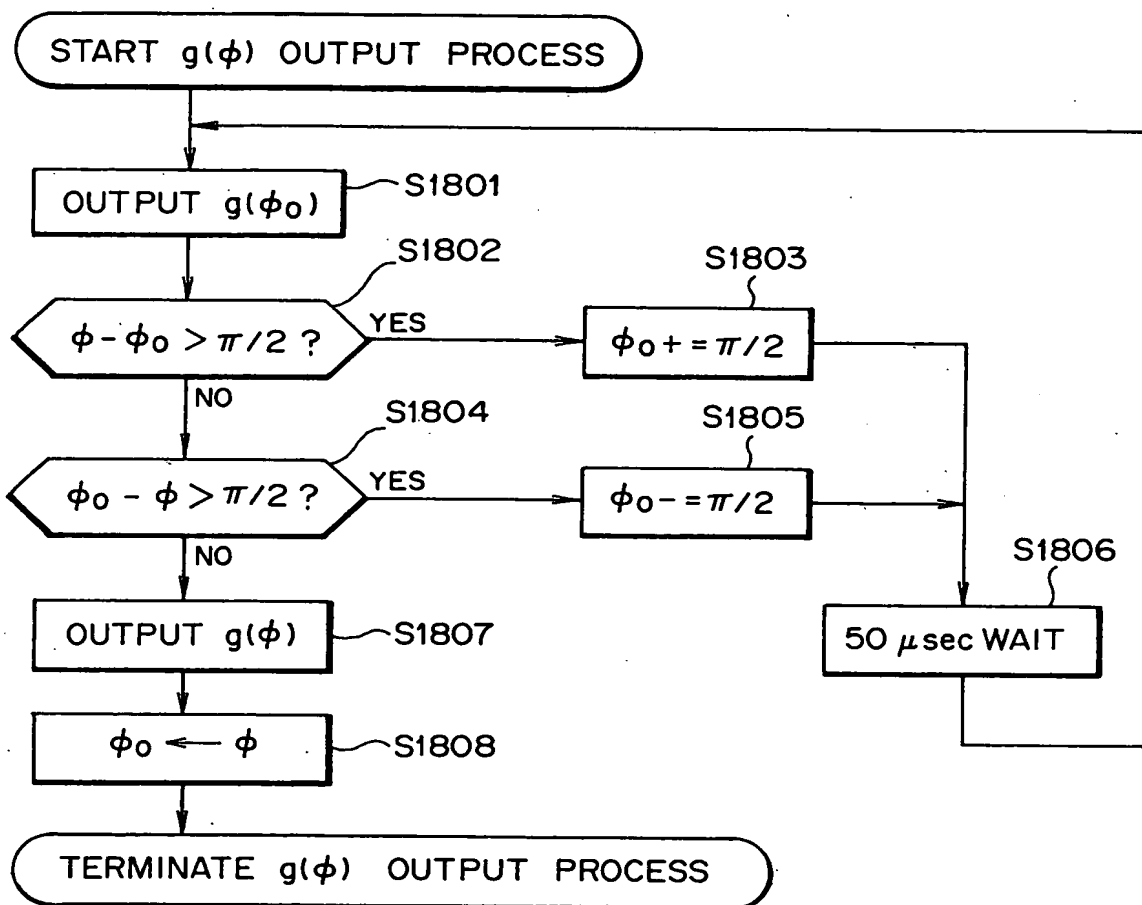 START g(φ) OUTPUT PROCESS
OUTPUT g(φ0)
S1801
S1802
φ-φ0 > π/2 ?
YES
S1803
φ0+=π/2
NO
S1804
φ0-φ > π/2 ?
YES
S1805
φ0-=π/2
NO
S1806
50 μsec WAIT
OUTPUT g(φ)
S1807
φ0 ← φ
S1808
TERMINATE g(φ) OUTPUT PROCESS